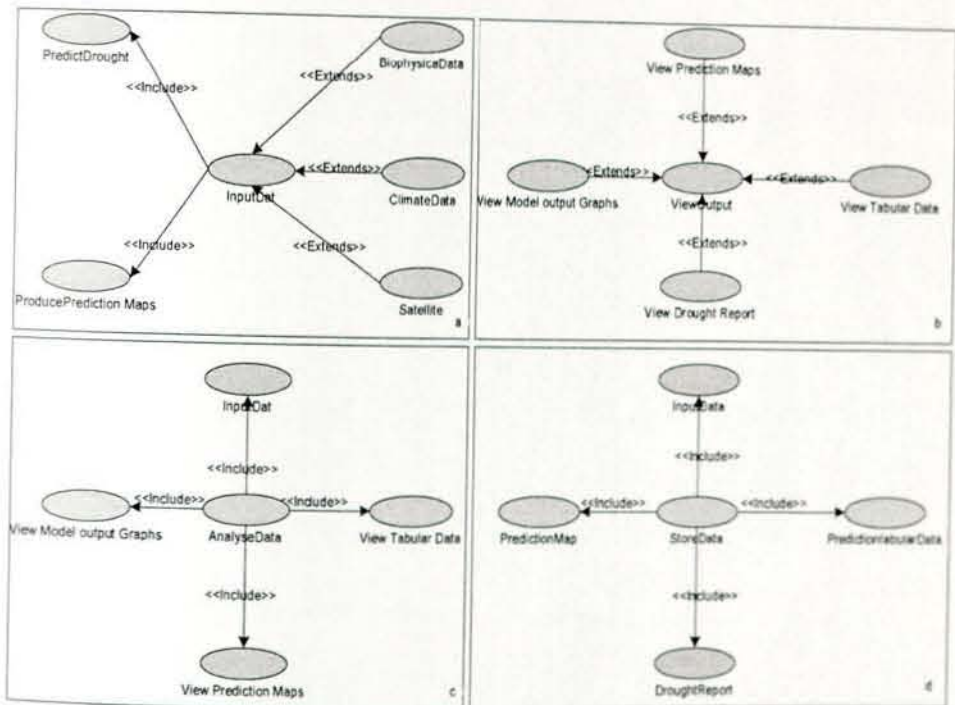 PredictDrought
BiophysicaData
<<Include>>
<<Extends>>
InputDat
<<Extends>>
ClimateData
<<Include>>
<<Extends>>
ProducePrediction Maps
Satellite
a
View Prediction Maps
<<Extends>>
<Extends>>
<<Extends>>
View Model output Graphs
ViewOutput
View Tabular Data
<<Extends>>
View Drought Report
b
InputDat
<<Include>>
<<Include>>
<<Include>>
View Model output Graphs
AnalyseData
View Tabular Data
<<Include>>
View Prediction Maps
c
InputData
<<Include>>
<<Include>>
<<Include>>
PredictionMap
StoreData
PredictionTabularData
<<Include>>
DroughtReport
d